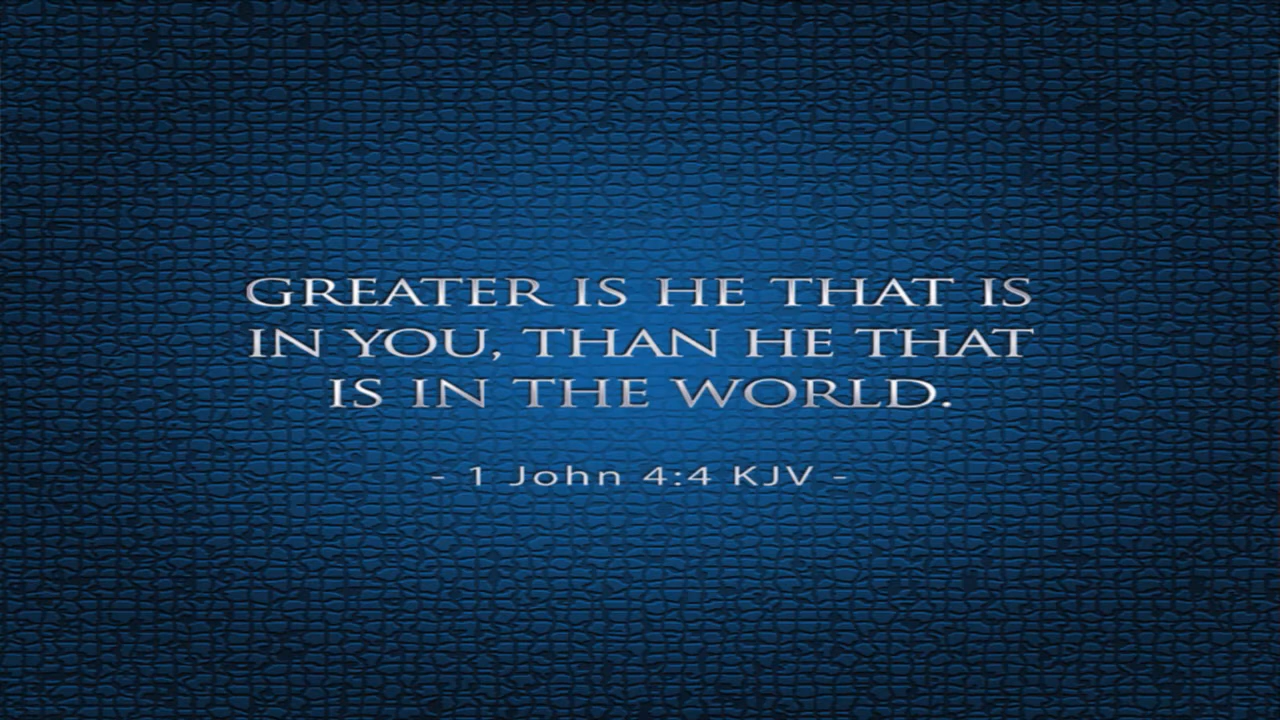 GREATER IS HE THAT IS
IN YOU, THAN HE THAT
IS IN THE WORLD.
- 1 John 4:4 KJV -